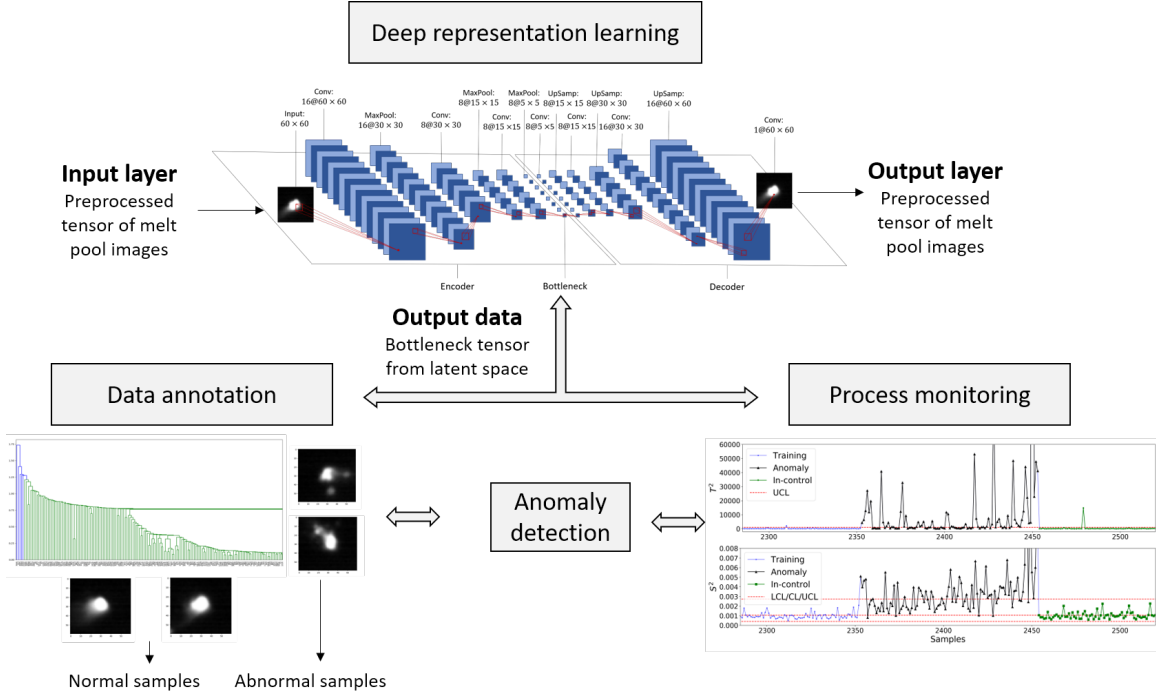 Deep representation learning
Input:
60 × 60
Conv:
16@60 × 60
MaxPool:
16@30 × 30
Conv:
8@30 × 30
MaxPool:
8@15 × 15
Conv:
8@15 ×15
MaxPool:
8@5 × 5
Conv:
8@5 ×5
UpSamp:
8@15 × 15
Conv:
8@15 ×15
UpSamp:
8@30 × 30
Conv:
16@30 ×30
UpSamp:
16@60 × 60
Conv:
1@60 × 60
Input layer
Preprocessed
tensor of melt
pool images
Output layer
Preprocessed
tensor of melt
pool images
Encoder
Bottleneck
Decoder
Output data
Bottleneck tensor
from latent space
Data annotation
Process monitoring
Anomaly
detection
Normal samples
Abnormal samples
60000
50000
40000
30000
20000
10000
0
T²
Training
Anomaly
In-control
UCL
2300 2350 2400 2450 2500
0.008
0.007
0.006
0.005
0.004
0.003
0.002
0.001
0.000
S²
Training
Anomaly
In-control
LCL/CL/UCL
2300 2350 2400 2450 2500
Samples